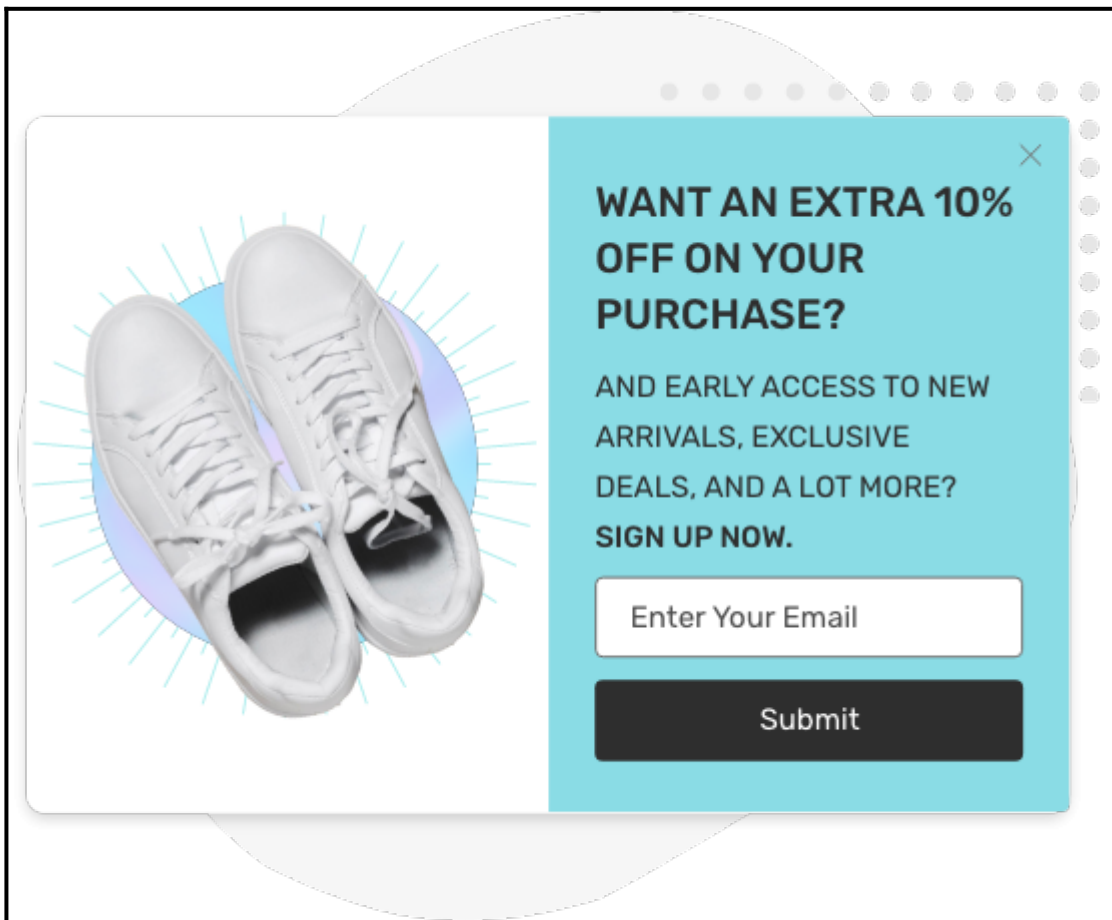 WANT AN EXTRA 10%
OFF ON YOUR
PURCHASE?
AND EARLY ACCESS TO NEW
ARRIVALS, EXCLUSIVE
DEALS, AND A LOT MORE?
SIGN UP NOW.
Enter Your Email
Submit